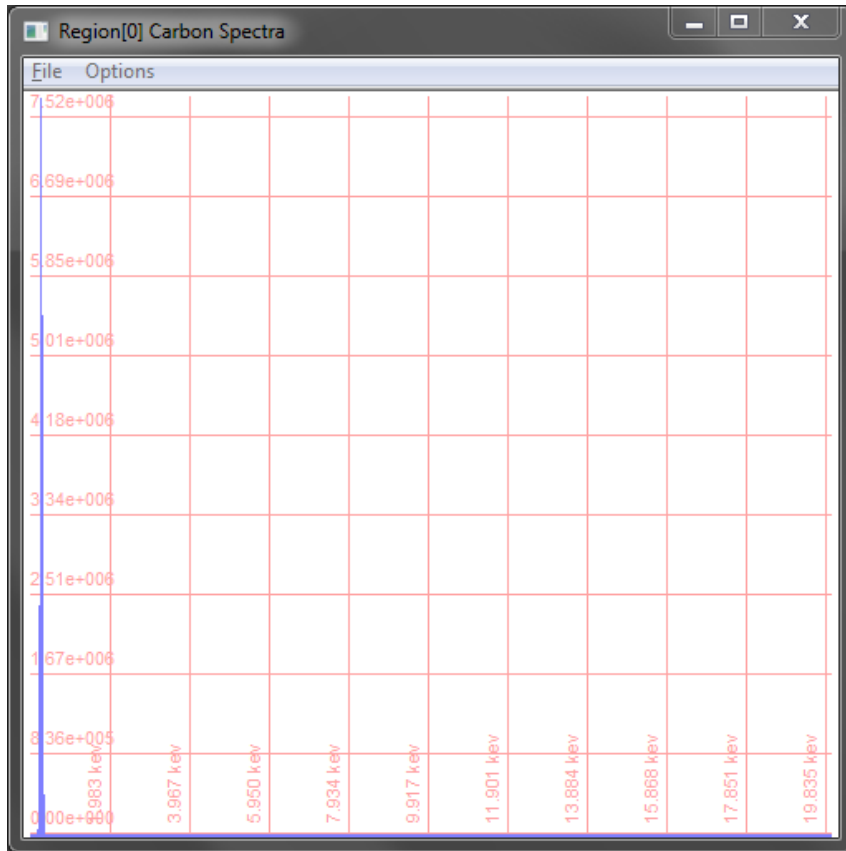 Region[0] Carbon Spectra
File Options
7.52e+006
6.69e+006
5.85e+006
5.01e+006
4.18e+006
3.34e+006
2.51e+006
1.67e+006
8.36e+005
0.00e+000
1.983 kev
3.967 kev
5.950 kev
7.934 kev
9.917 kev
11.901 kev
13.884 kev
15.868 kev
17.851 kev
19.835 kev